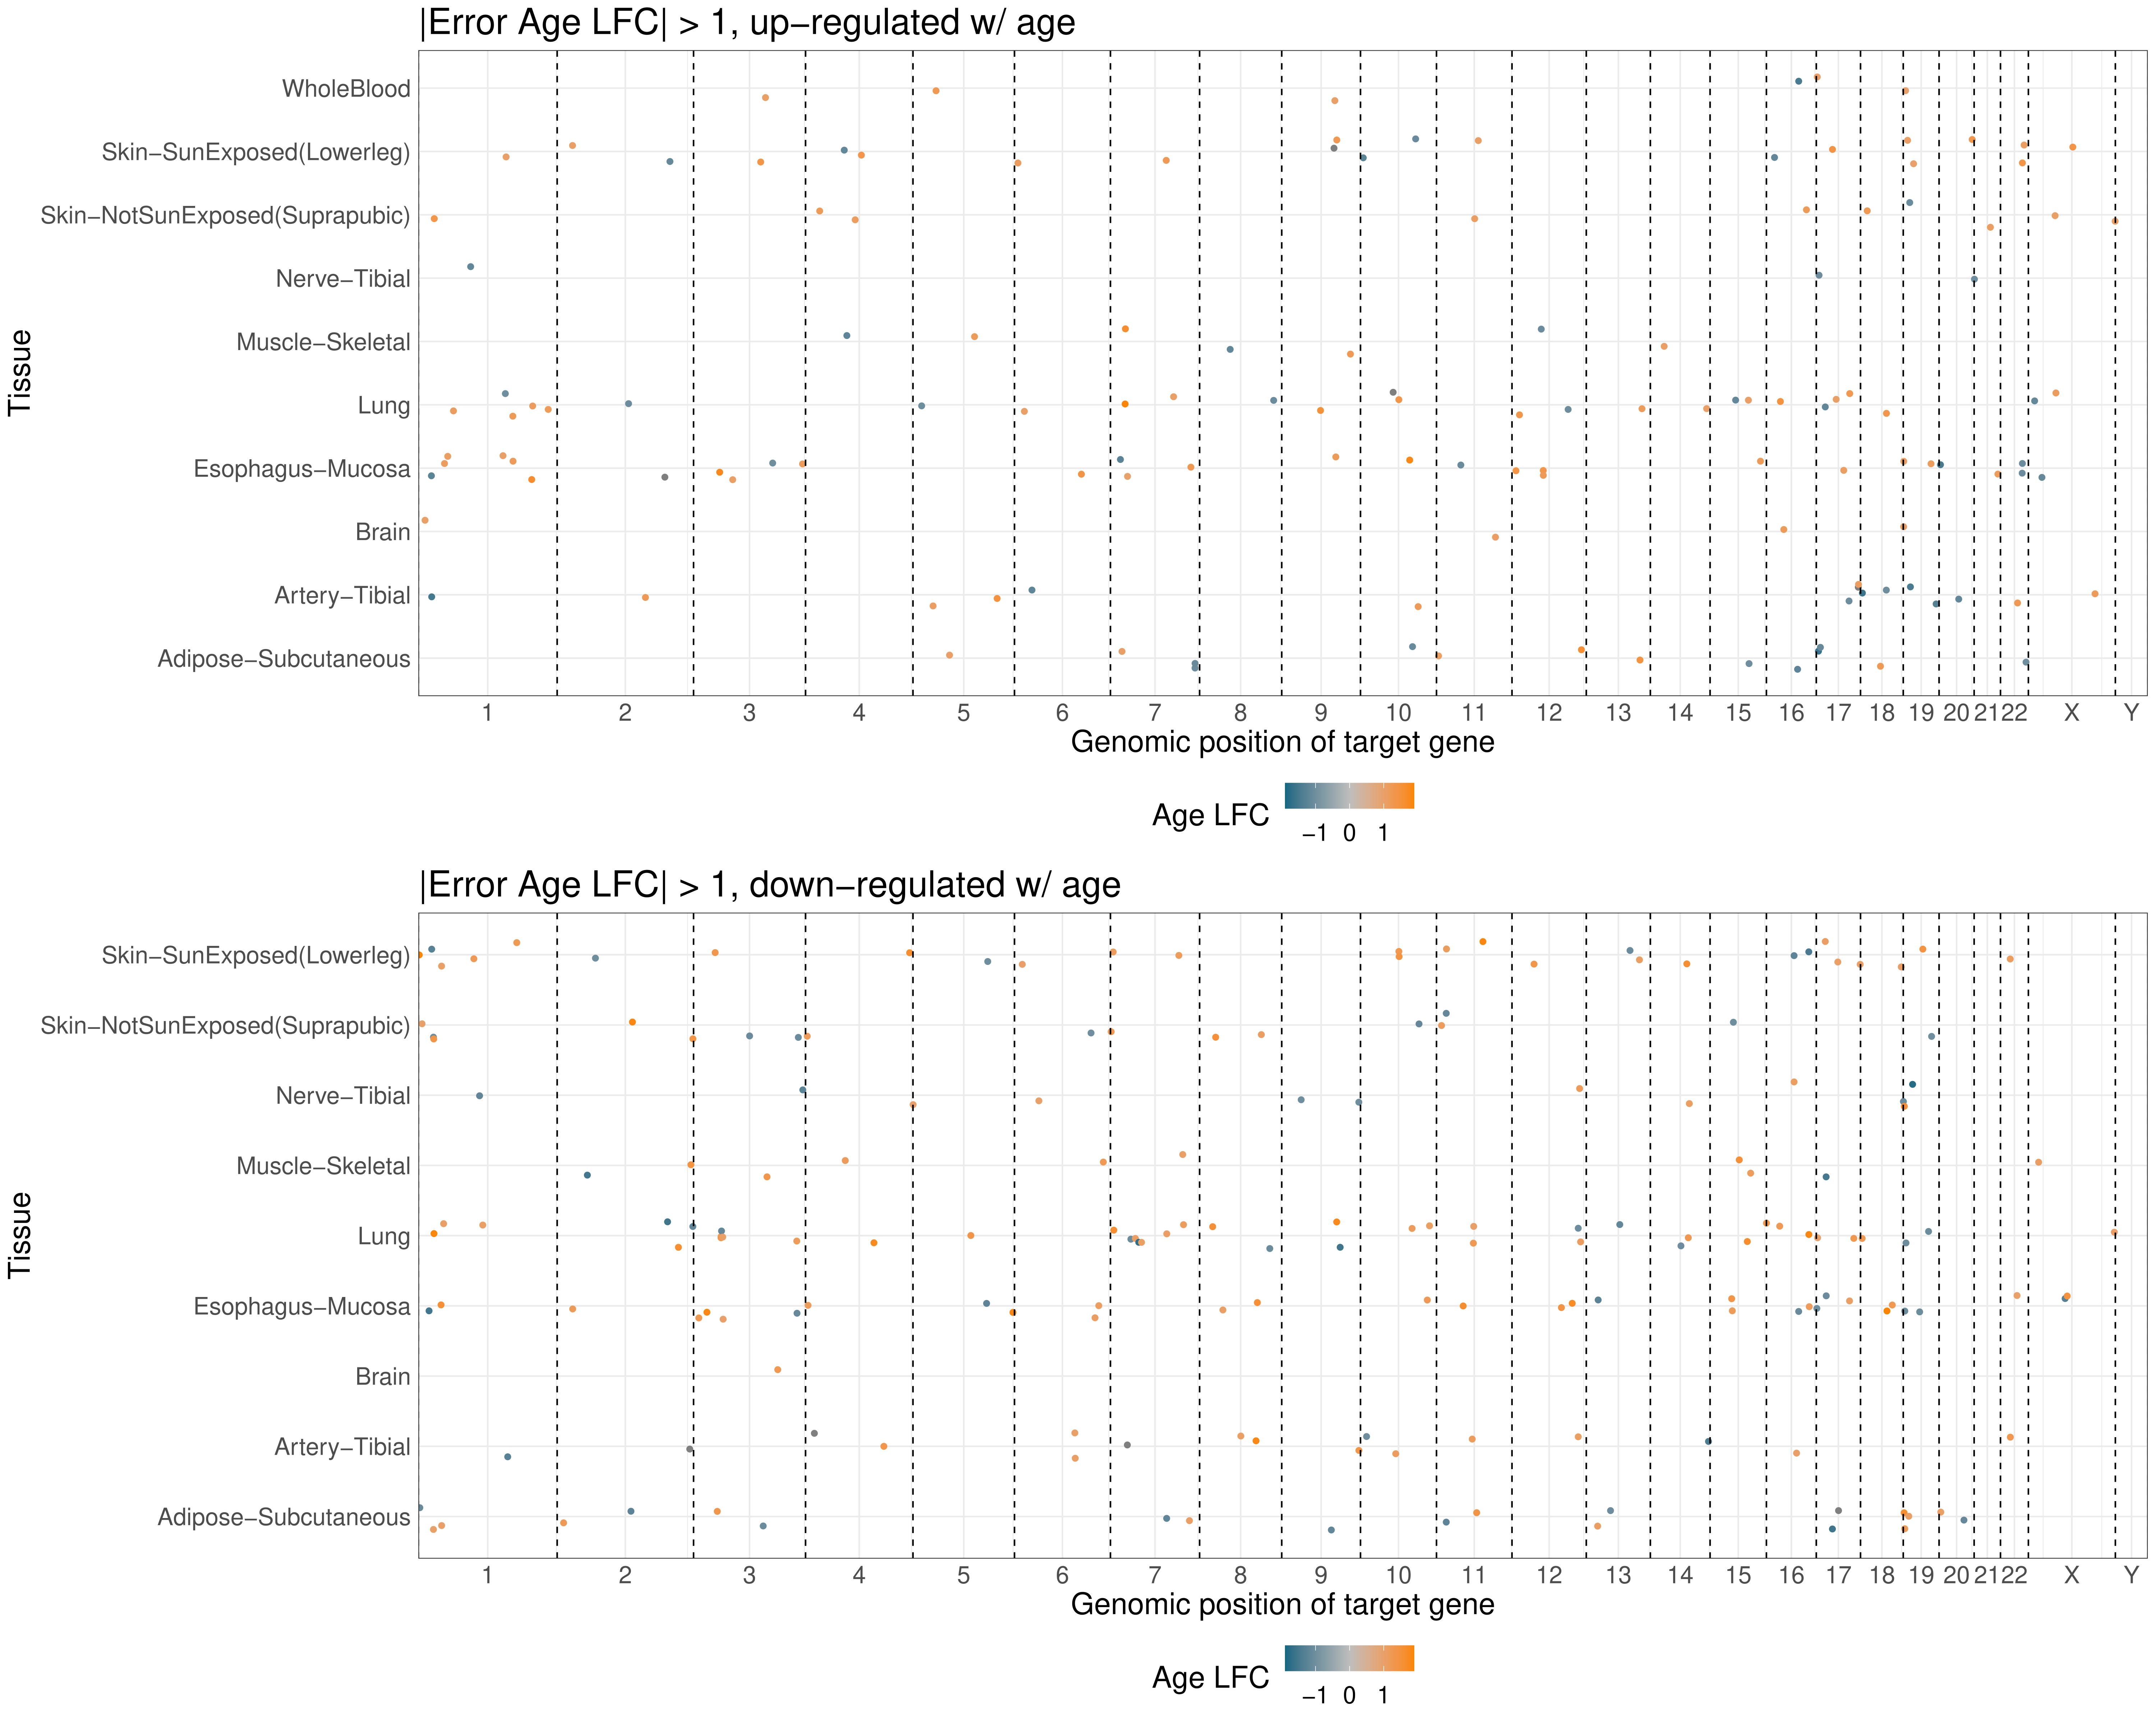 |Error Age LFC| > 1, up−regulated w/ age
WholeBlood
Skin−SunExposed(Lowerleg)
Skin−NotSunExposed(Suprapubic)
Nerve−Tibial
Muscle−Skeletal
Lung
Esophagus−Mucosa
Brain
Artery−Tibial
Adipose−Subcutaneous
Tissue
1 2 3 4 5 6 7 8 9 10 11 12 13 14 15 16 17 18 19 20 21 22 X Y
Genomic position of target gene
Age LFC
−1 0 1
|Error Age LFC| > 1, down−regulated w/ age
Skin−SunExposed(Lowerleg)
Skin−NotSunExposed(Suprapubic)
Nerve−Tibial
Muscle−Skeletal
Lung
Esophagus−Mucosa
Brain
Artery−Tibial
Adipose−Subcutaneous
Tissue
1 2 3 4 5 6 7 8 9 10 11 12 13 14 15 16 17 18 19 20 21 22 X Y
Genomic position of target gene
Age LFC
−1 0 1